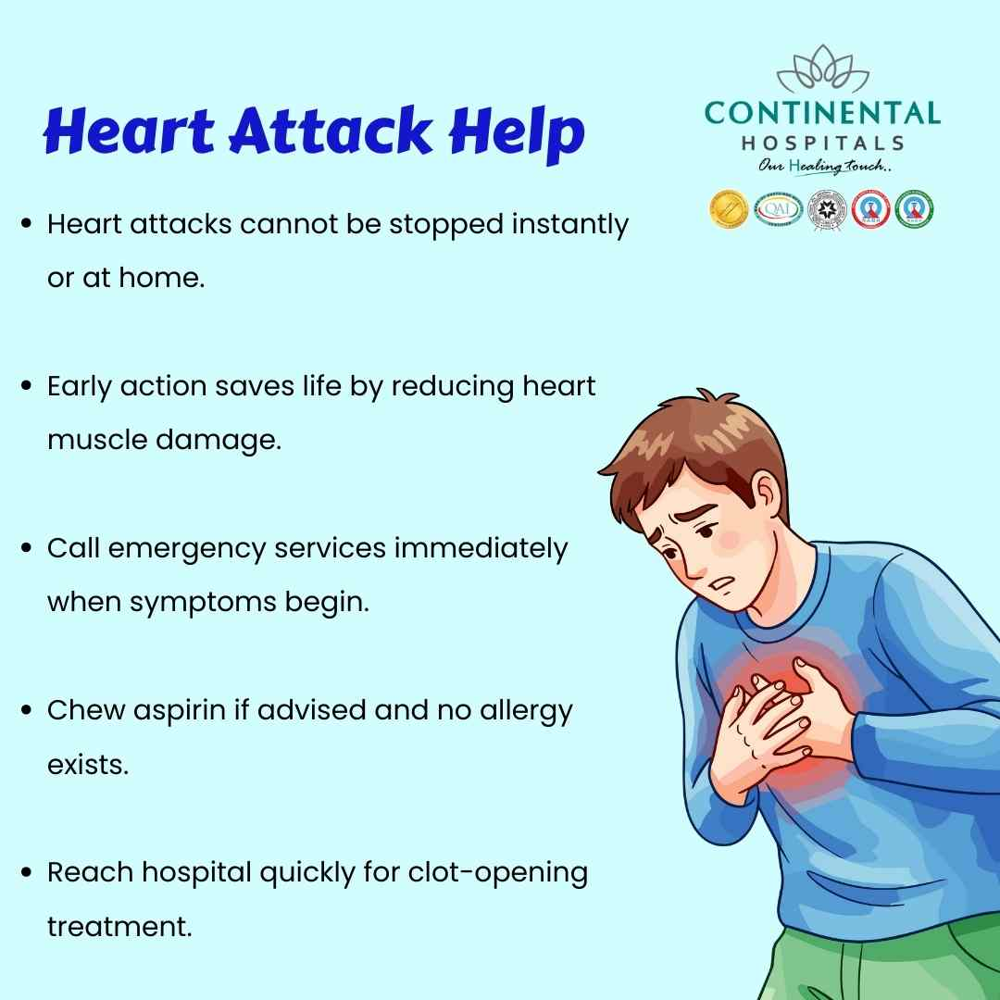 Heart Attack Help
CONTINENTAL
HOSPITALS
Our Healing touch..
QAI
• Heart attacks cannot be stopped instantly
or at home.
• Early action saves life by reducing heart
muscle damage.
• Call emergency services immediately
when symptoms begin.
• Chew aspirin if advised and no allergy
exists.
• Reach hospital quickly for clot-opening
treatment.